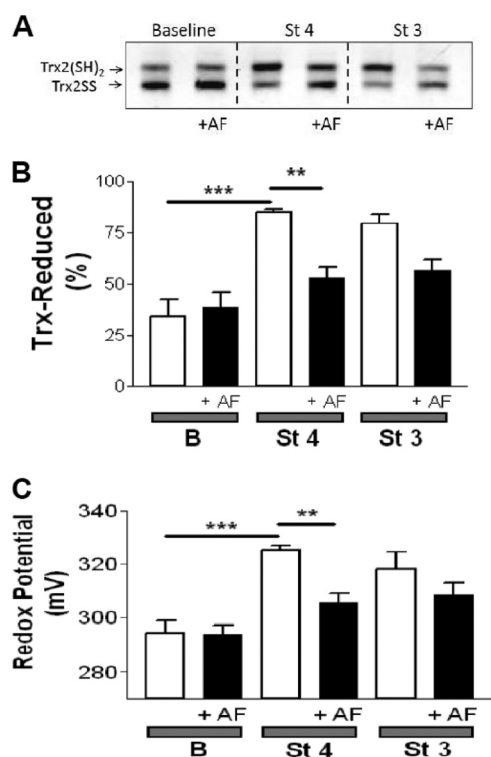 A
Baseline St 4 St 3
Trx2(SH)₂
Trx2SS
+AF +AF +AF
B
Trx-Reduced
(%)
100
75
50
25
0
*** **
+ AF + AF + AF
B St 4 St 3
C
Redox Potential
(mV)
340
320
300
280
*** **
+ AF + AF + AF
B St 4 St 3